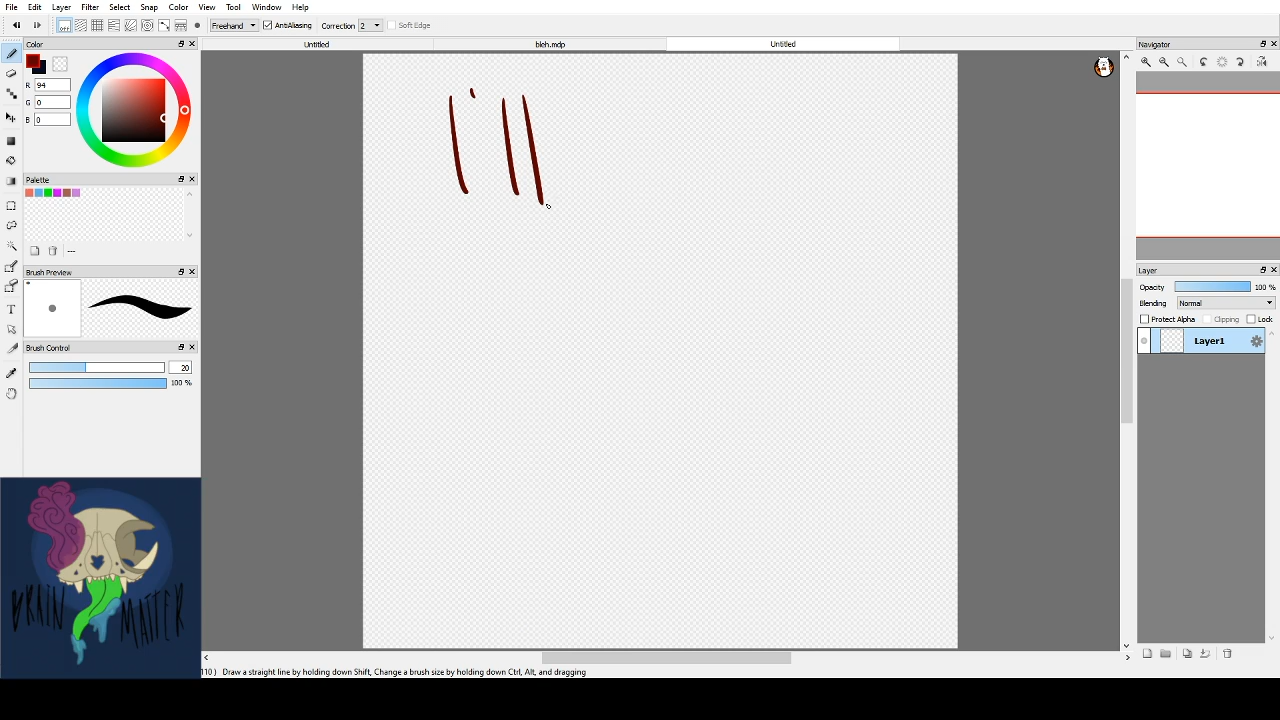 File Edit Layer Filter Select Snap Color View Tool Window Help
OFF Freehand AntiAliasing Correction 2 Soft Edge
Color Untitled bleh.mdp Untitled Navigator
R 94
G 0
B 0
Palette
---
Brush Preview
Layer
Opacity 100 %
Blending Normal
Protect Alpha Clipping Lock
Layer1
Brush Control
20
100 %
BRAIN MATTER
110 ) Draw a straight line by holding down Shift, Change a brush size by holding down Ctrl, Alt, and dragging